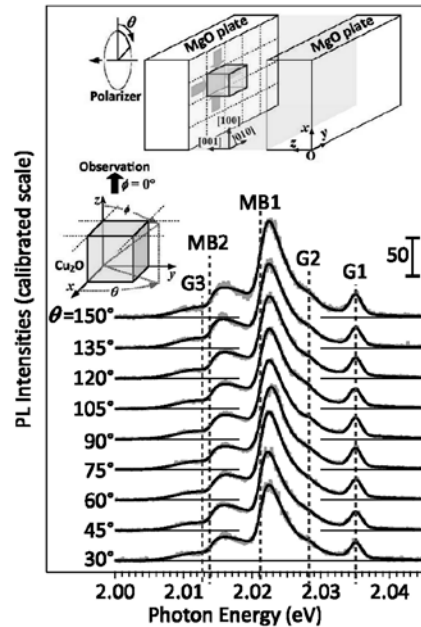 θ
Polarizer
MgO plate
MgO plate
[100]
[001]
[010]
x
z
y
O
Observation
ϕ = 0°
z
ϕ
Cu₂O
x
θ
y
MB1
MB2
G3
G2
G1
50
θ =150°
135°
120°
105°
90°
75°
60°
45°
30°
PL Intensities (calibrated scale)
2.00 2.01 2.02 2.03 2.04
Photon Energy (eV)